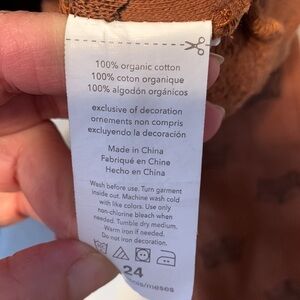 100% organic cotton
100% coton organique
100% algodón orgánicos
exclusive of decoration
ornements non compris
excluyendo la decoración
Made in China
Fabriqué en Chine
Hecho en China
Wash before use. Turn garment
inside out. Machine wash cold
with like colors. Use only
non-chlorine bleach when
needed. Tumble dry medium.
Warm iron if needed.
Do not iron decoration.
24
mois/meses